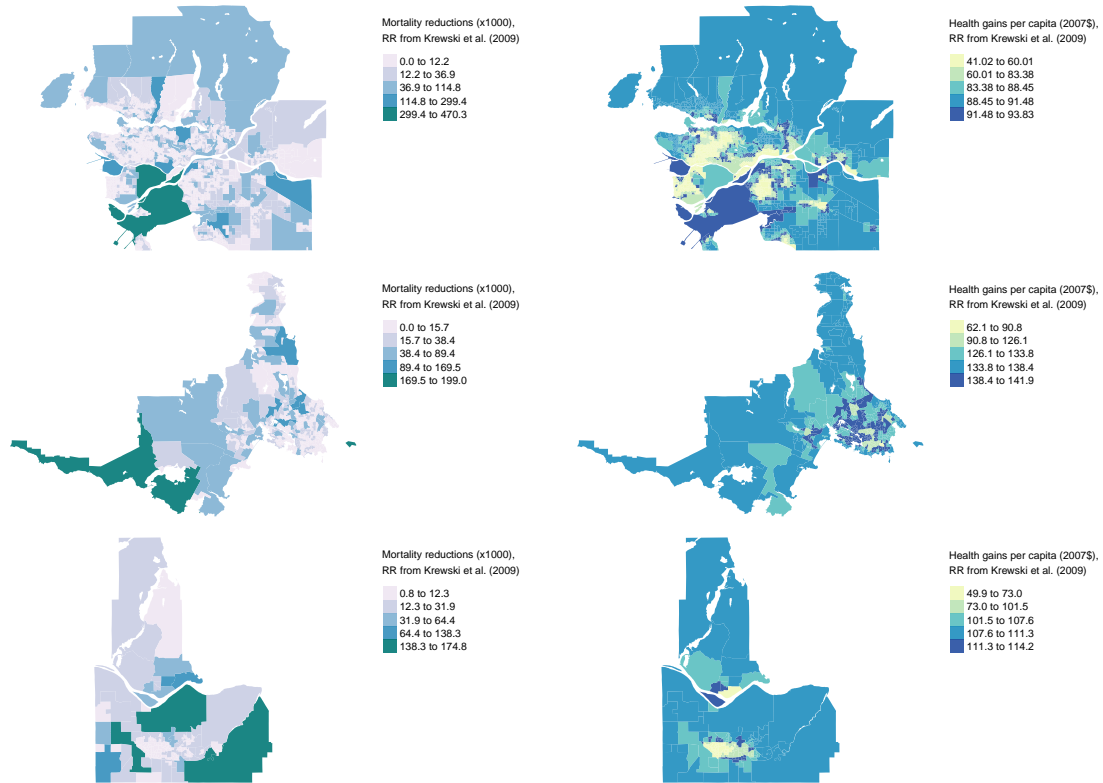 Mortality reductions (x1000),
RR from Krewski et al. (2009)
0.0 to 12.2
12.2 to 36.9
36.9 to 114.8
114.8 to 299.4
299.4 to 470.3
Health gains per capita (2007$),
RR from Krewski et al. (2009)
41.02 to 60.01
60.01 to 83.38
83.38 to 88.45
88.45 to 91.48
91.48 to 93.83
Mortality reductions (x1000),
RR from Krewski et al. (2009)
0.0 to 15.7
15.7 to 38.4
38.4 to 89.4
89.4 to 169.5
169.5 to 199.0
Health gains per capita (2007$),
RR from Krewski et al. (2009)
62.1 to 90.8
90.8 to 126.1
126.1 to 133.8
133.8 to 138.4
138.4 to 141.9
Mortality reductions (x1000),
RR from Krewski et al. (2009)
0.8 to 12.3
12.3 to 31.9
31.9 to 64.4
64.4 to 138.3
138.3 to 174.8
Health gains per capita (2007$),
RR from Krewski et al. (2009)
49.9 to 73.0
73.0 to 101.5
101.5 to 107.6
107.6 to 111.3
111.3 to 114.2